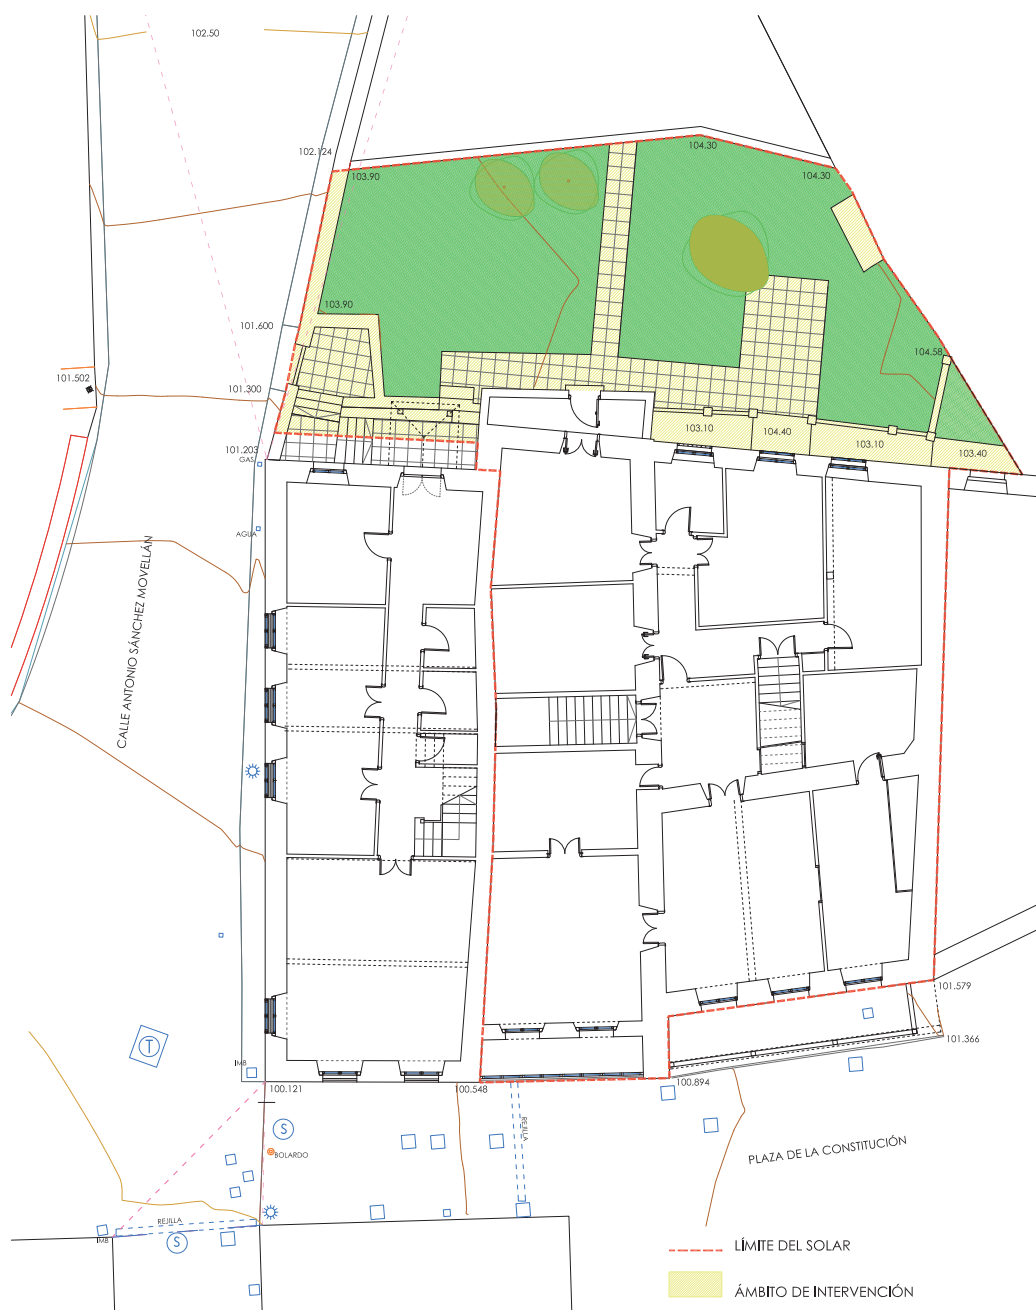 102.50
102.124
103.90
104.30
104.30
103.90
101.600
104.58
101.502
101.300
103.10
104.40
103.10
103.40
101.203
GAS
AGUA
CALLE ANTONIO SÁNCHEZ MOVELLÁN
101.579
101.366
T
IMB
100.121
100.548
100.894
S
REJILLA
BOLARDO
PLAZA DE LA CONSTITUCIÓN
REJILLA
IMB
S
LÍMITE DEL SOLAR
ÁMBITO DE INTERVENCIÓN